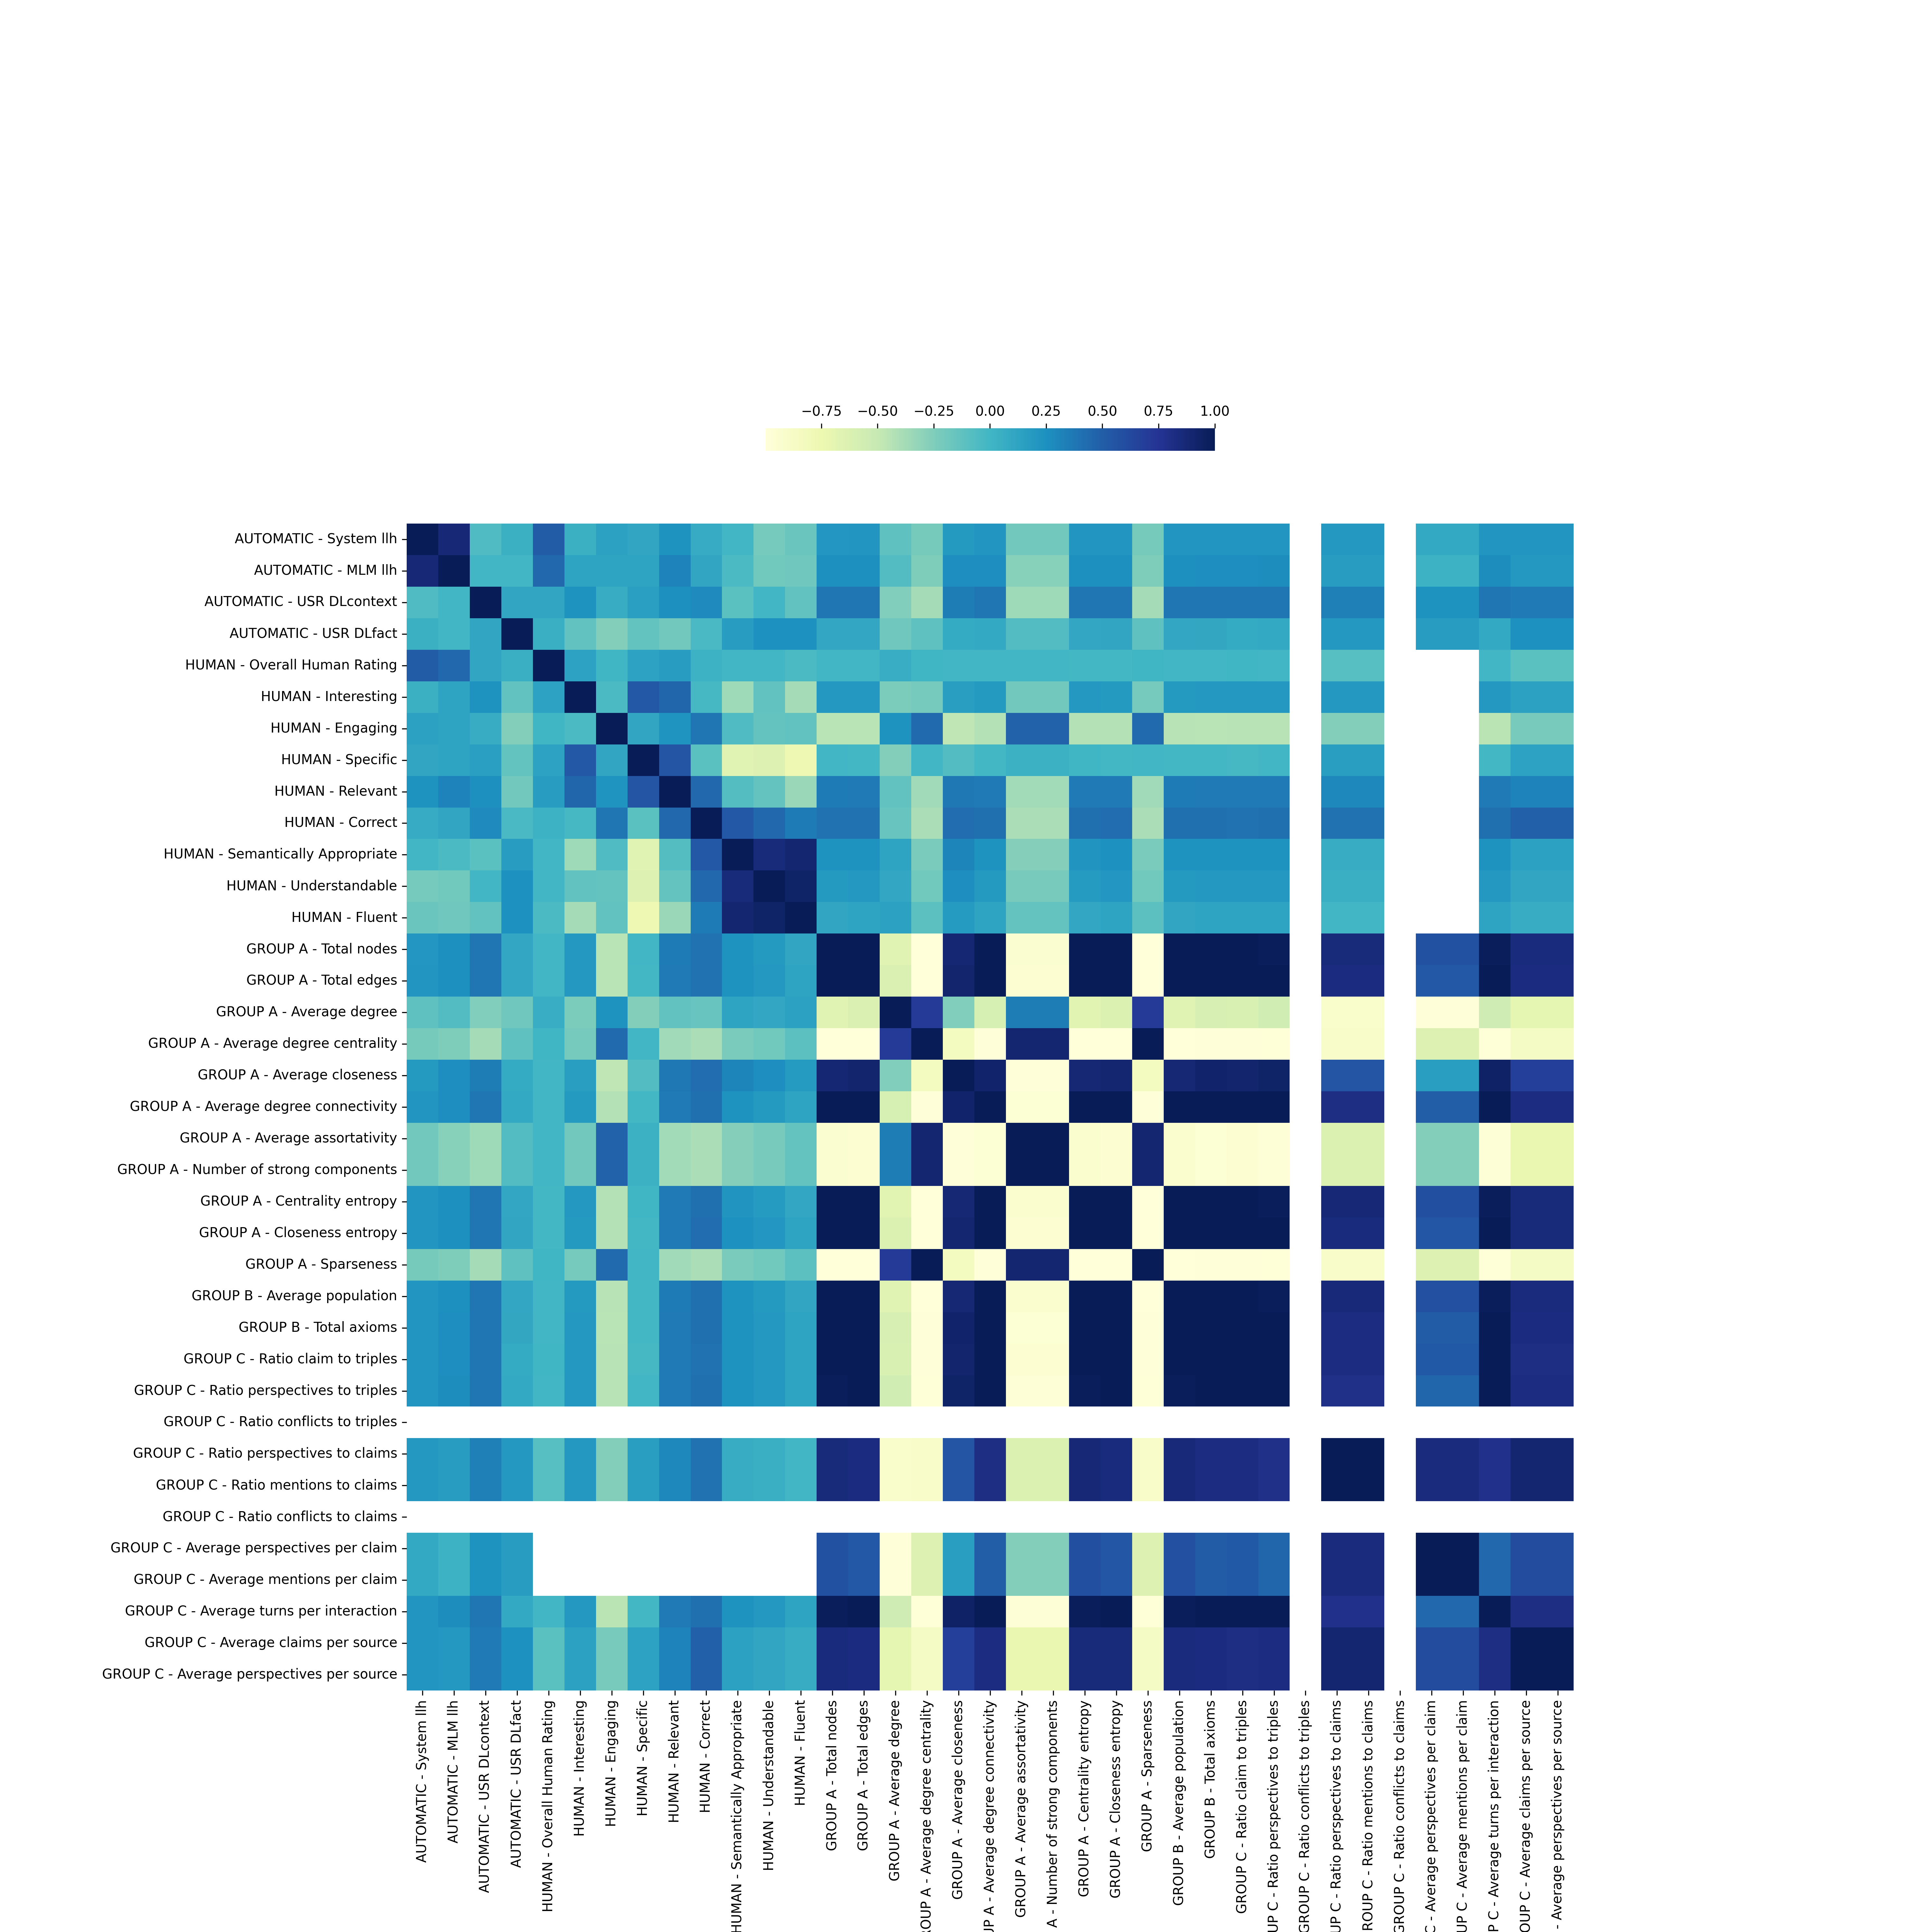 −0.75 −0.50 −0.25 0.00 0.25 0.50 0.75 1.00
AUTOMATIC - System llh
AUTOMATIC - MLM llh
AUTOMATIC - USR DLcontext
AUTOMATIC - USR DLfact
HUMAN - Overall Human Rating
HUMAN - Interesting
HUMAN - Engaging
HUMAN - Specific
HUMAN - Relevant
HUMAN - Correct
HUMAN - Semantically Appropriate
HUMAN - Understandable
HUMAN - Fluent
GROUP A - Total nodes
GROUP A - Total edges
GROUP A - Average degree
GROUP A - Average degree centrality
GROUP A - Average closeness
GROUP A - Average degree connectivity
GROUP A - Average assortativity
GROUP A - Number of strong components
GROUP A - Centrality entropy
GROUP A - Closeness entropy
GROUP A - Sparseness
GROUP B - Average population
GROUP B - Total axioms
GROUP C - Ratio claim to triples
GROUP C - Ratio perspectives to triples
GROUP C - Ratio conflicts to triples
GROUP C - Ratio perspectives to claims
GROUP C - Ratio mentions to claims
GROUP C - Ratio conflicts to claims
GROUP C - Average perspectives per claim
GROUP C - Average mentions per claim
GROUP C - Average turns per interaction
GROUP C - Average claims per source
GROUP C - Average perspectives per source
AUTOMATIC - System llh
AUTOMATIC - MLM llh
AUTOMATIC - USR DLcontext
AUTOMATIC - USR DLfact
HUMAN - Overall Human Rating
HUMAN - Interesting
HUMAN - Engaging
HUMAN - Specific
HUMAN - Relevant
HUMAN - Correct
HUMAN - Semantically Appropriate
HUMAN - Understandable
HUMAN - Fluent
GROUP A - Total nodes
GROUP A - Total edges
GROUP A - Average degree
OUP A - Average degree centrality
GROUP A - Average closeness
UP A - Average degree connectivity
GROUP A - Average assortativity
A - Number of strong components
GROUP A - Centrality entropy
GROUP A - Closeness entropy
GROUP A - Sparseness
GROUP B - Average population
GROUP B - Total axioms
GROUP C - Ratio claim to triples
UP C - Ratio perspectives to triples
GROUP C - Ratio conflicts to triples
UP C - Ratio perspectives to claims
ROUP C - Ratio mentions to claims
GROUP C - Ratio conflicts to claims
C - Average perspectives per claim
UP C - Average mentions per claim
P C - Average turns per interaction
OUP C - Average claims per source
- Average perspectives per source